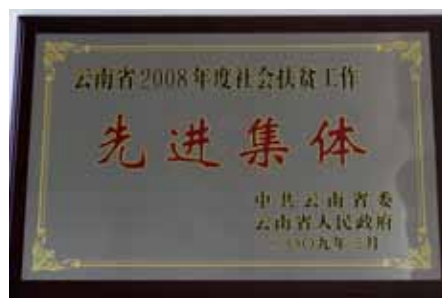 云南省2008年度社会扶贫工作
先进集体
中共云南省委
云南省人民政府
二〇〇九年三月